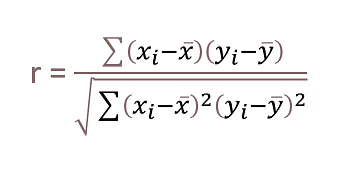 r = ∑(xᵢ−x̄)(yᵢ−ȳ) / √∑(xᵢ−x̄)²(yᵢ−ȳ)²